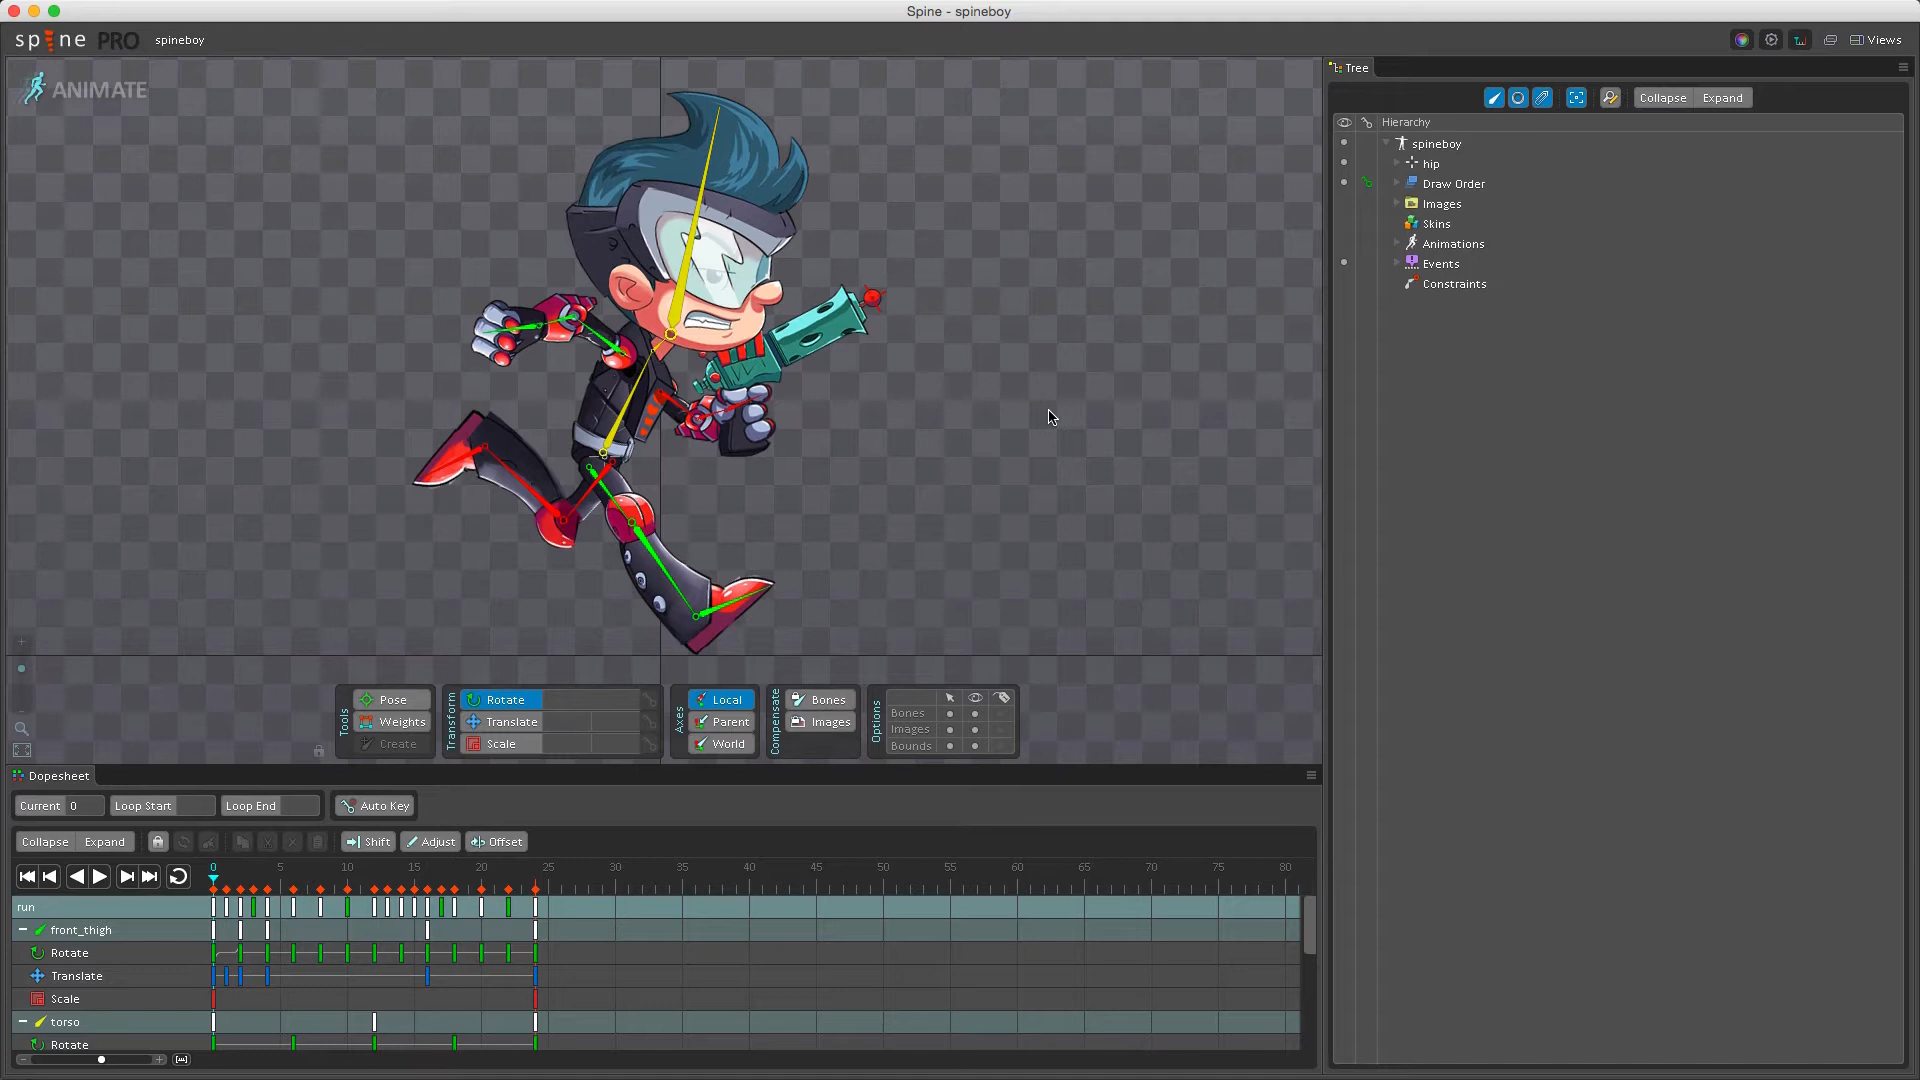 Spine - spineboy
spine PRO spineboy Views
ANIMATE
Tree
Collapse Expand
Hierarchy
spineboy
hip
Draw Order
Images
Skins
Animations
Events
Constraints
Tools Pose Weights Create
Transform Rotate Translate Scale
Axes Local Parent World
Compensate Bones Images
Options Bones Images Bounds
Dopesheet
Current 0 Loop Start Loop End Auto Key
Collapse Expand Shift Adjust Offset
0 5 10 15 20 25 30 35 40 45 50 55 60 65 70 75 80
run
front_thigh
Rotate
Translate
Scale
torso
Rotate